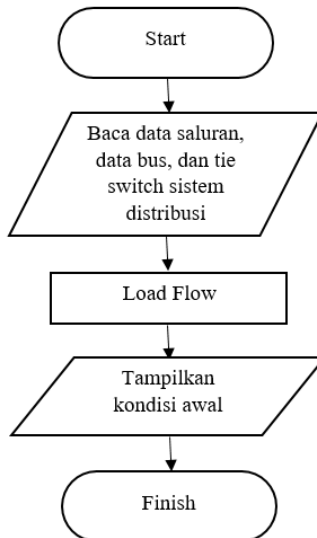 Start
Baca data saluran,
data bus, dan tie
switch sistem
distribusi
Load Flow
Tampilkan
kondisi awal
Finish